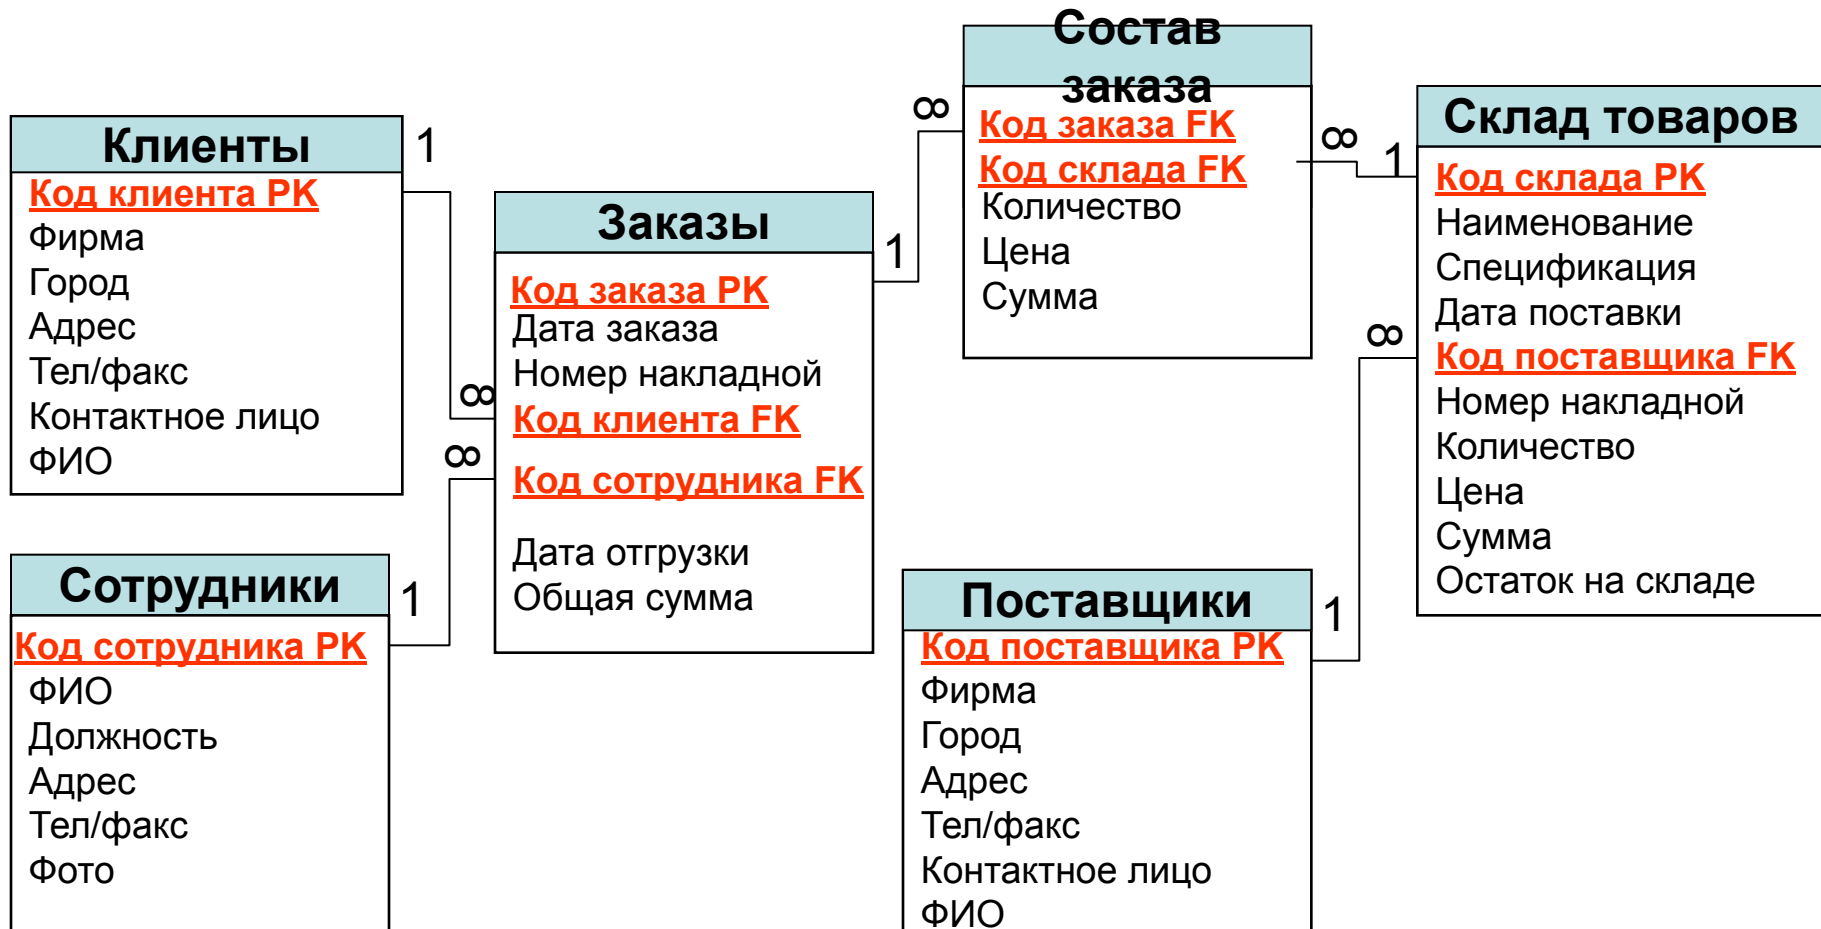 Клиенты
1
Код клиента PK
Фирма
Город
Адрес
Тел/факс
Контактное лицо
ФИО
∞
Сотрудники
1
Код сотрудника PK
ФИО
Должность
Адрес
Тел/факс
Фото
∞
Заказы
1
Код заказа PK
Дата заказа
Номер накладной
Код клиента FK
Код сотрудника FK
Дата отгрузки
Общая сумма
∞
Состав
заказа
Код заказа FK
Код склада FK
Количество
Цена
Сумма
∞
1
Склад товаров
Код склада PK
Наименование
Спецификация
Дата поставки
Код поставщика FK
Номер накладной
Количество
Цена
Сумма
Остаток на складе
∞
Поставщики
1
Код поставщика PK
Фирма
Город
Адрес
Тел/факс
Контактное лицо
ФИО